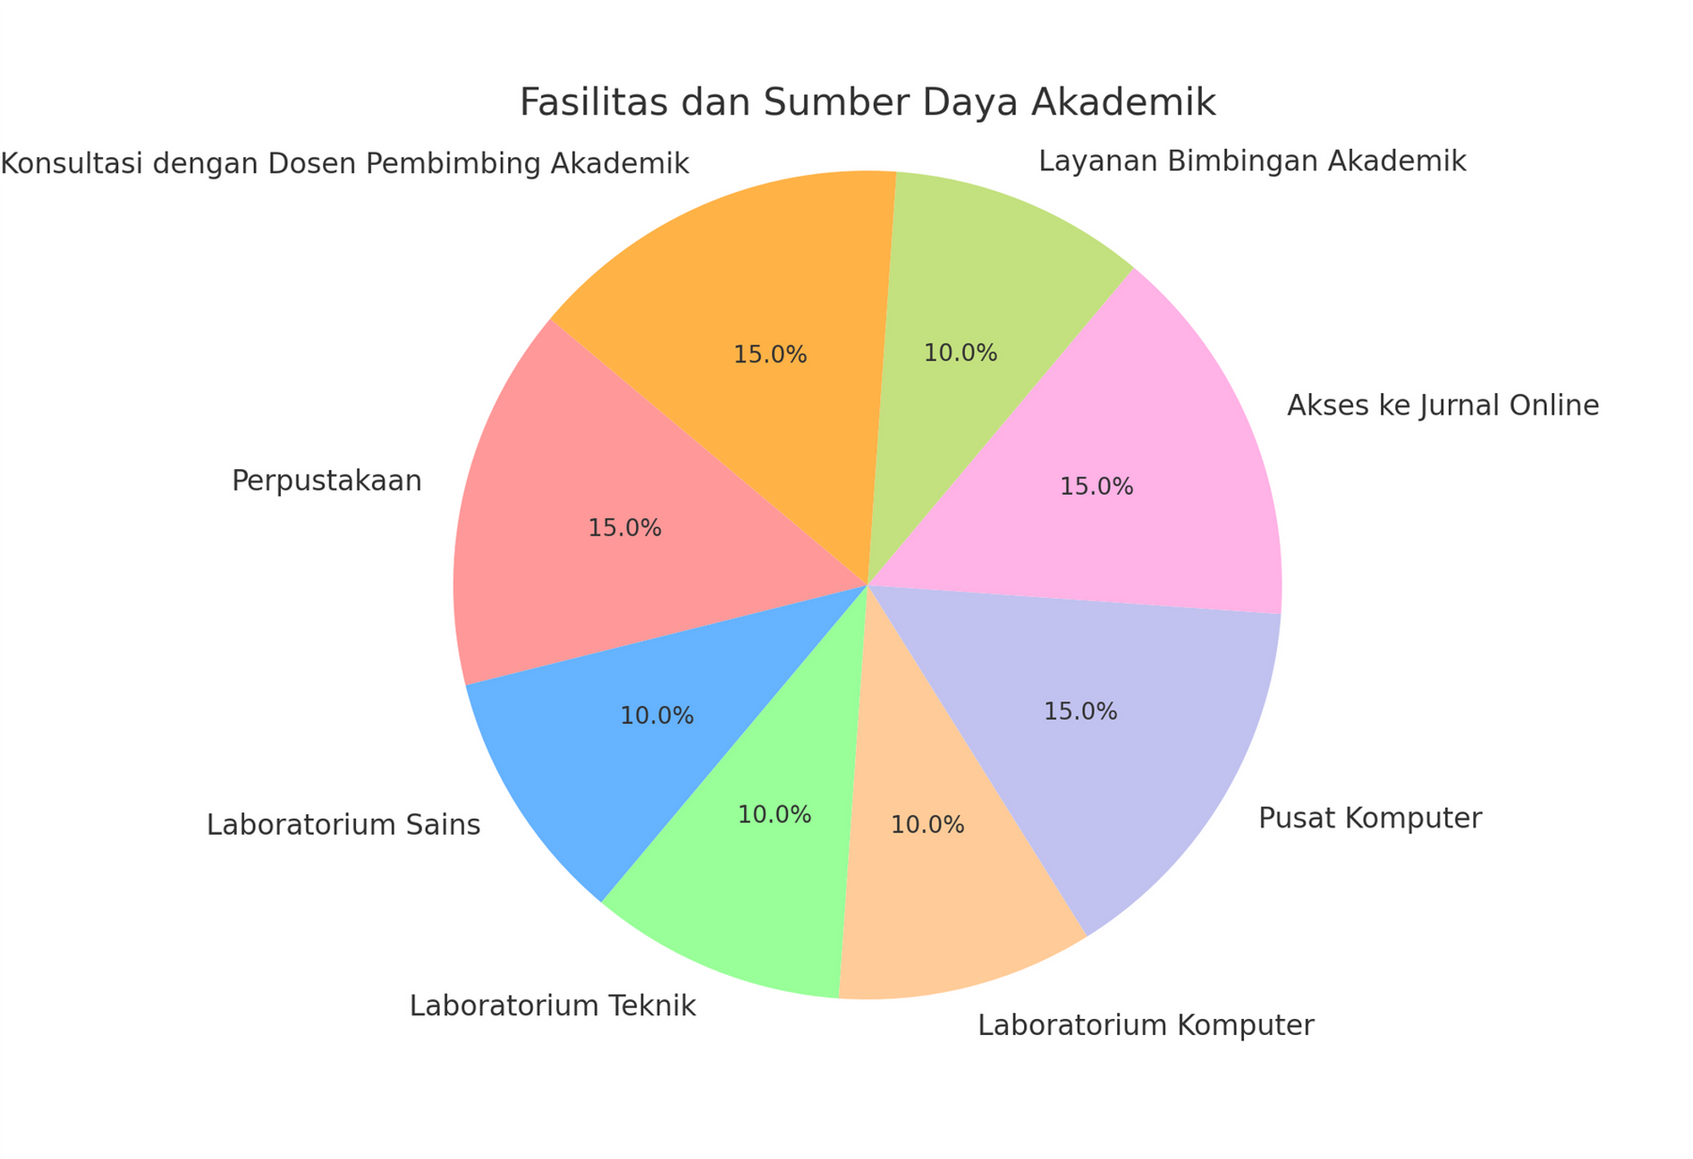 Fasilitas dan Sumber Daya Akademik
Konsultasi dengan Dosen Pembimbing Akademik
Layanan Bimbingan Akademik
15.0%
10.0%
Akses ke Jurnal Online
Perpustakaan
15.0%
15.0%
10.0%
15.0%
Laboratorium Sains
10.0%
10.0%
Pusat Komputer
Laboratorium Teknik
Laboratorium Komputer